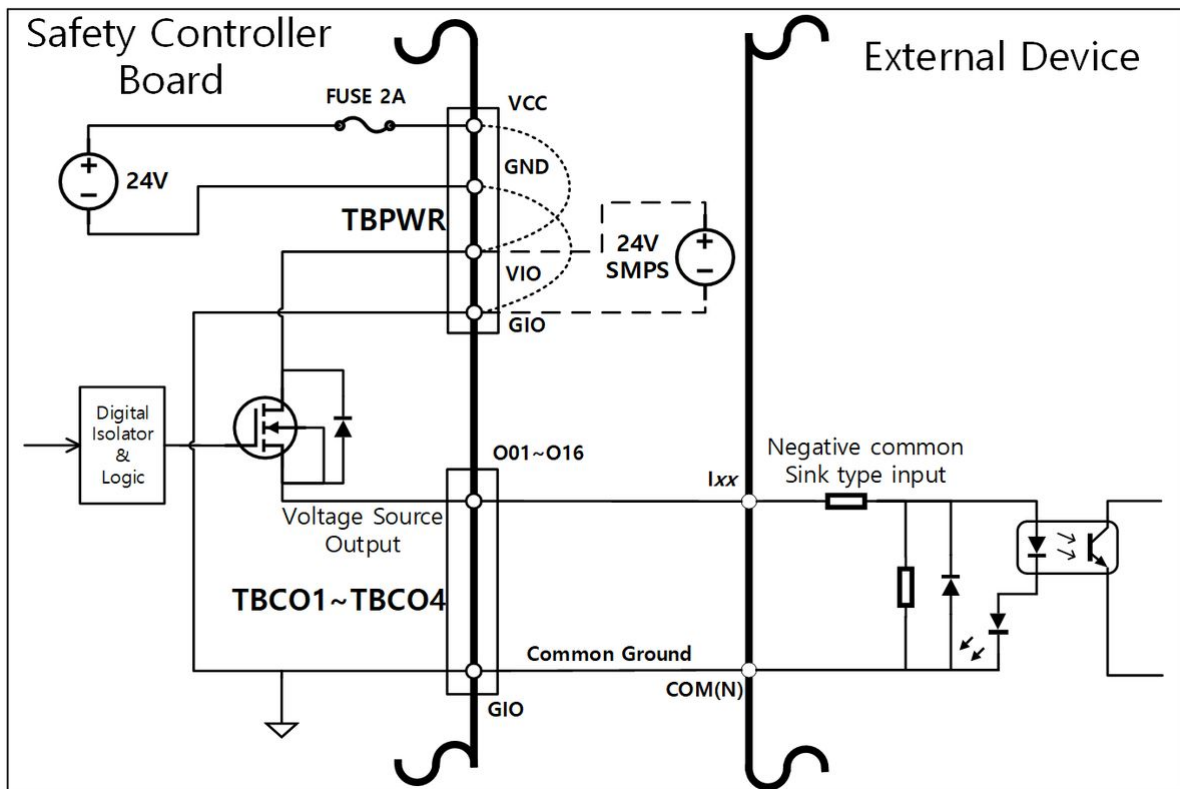 Safety Controller
Board
External Device
FUSE 2A
VCC
+
-
24V
GND
TBPWR
VIO
24V
SMPS
+
-
GIO
Digital
Isolator
&
Logic
O01~O16
Voltage Source
Output
TBCO1~TBCO4
Ixx
Negative common
Sink type input
Common Ground
COM(N)
GIO